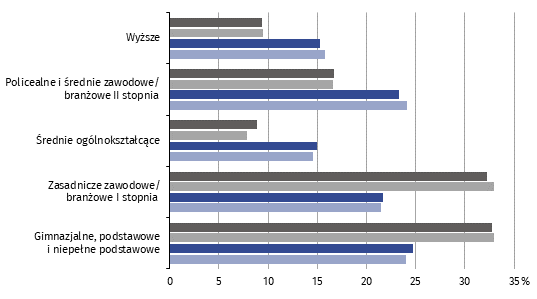 Wyższe
Policealne i średnie zawodowe/
branżowe II stopnia
Średnie ogólnokształcące
Zasadnicze zawodowe/
branżowe I stopnia
Gimnazjalne, podstawowe
i niepełne podstawowe
0 5 10 15 20 25 30 35 %